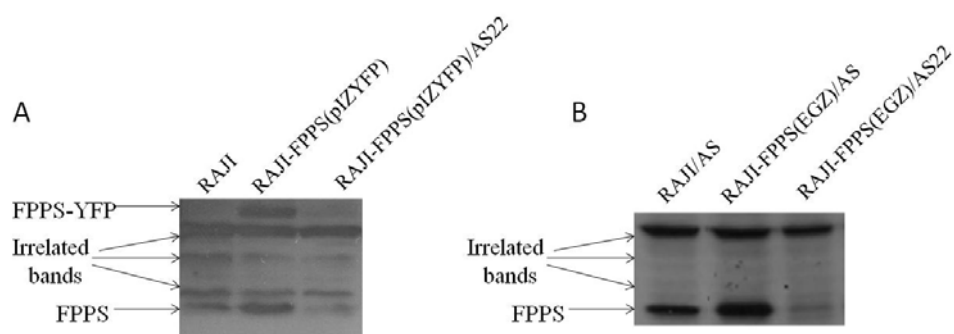 A
RAJI
RAJI-FPPS(pIZYFP)
RAJI-FPPS(pIZYFP)/AS22
FPPS-YFP
Irrelated
bands
FPPS
B
RAJI/AS
RAJI-FPPS(EGZ)/AS
RAJI-FPPS(EGZ)/AS22
Irrelated
bands
FPPS